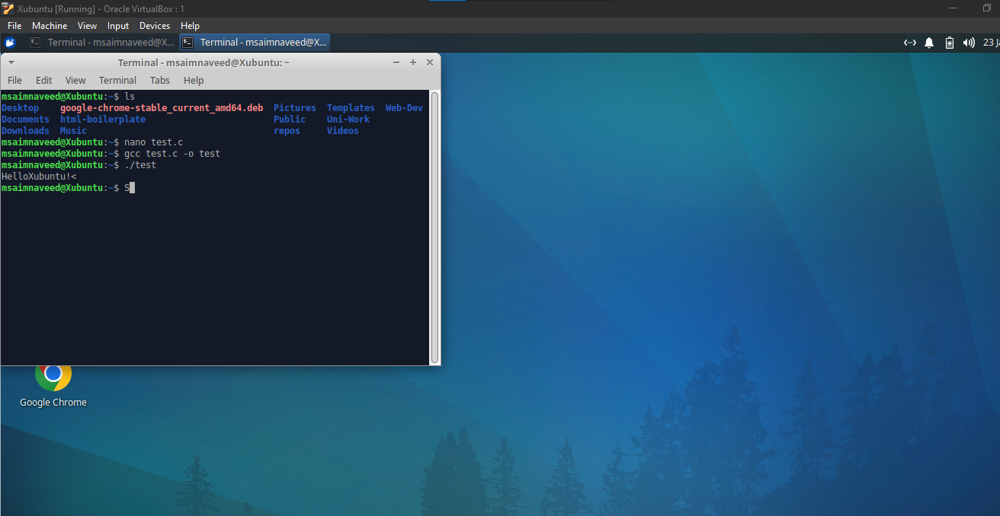 Xubuntu [Running] - Oracle VirtualBox : 1
File Machine View Input Devices Help
Terminal - msaimnaveed@X... Terminal - msaimnaveed@X... 23 Ja
Terminal - msaimnaveed@Xubuntu: ~
File Edit View Terminal Tabs Help
msaimnaveed@Xubuntu:~$ ls
Desktop google-chrome-stable_current_amd64.deb Pictures Templates Web-Dev
Documents html-boilerplate Public Uni-Work
Downloads Music repos Videos
msaimnaveed@Xubuntu:~$ nano test.c
msaimnaveed@Xubuntu:~$ gcc test.c -o test
msaimnaveed@Xubuntu:~$ ./test
HelloXubuntu!<
msaimnaveed@Xubuntu:~$ S
Google Chrome